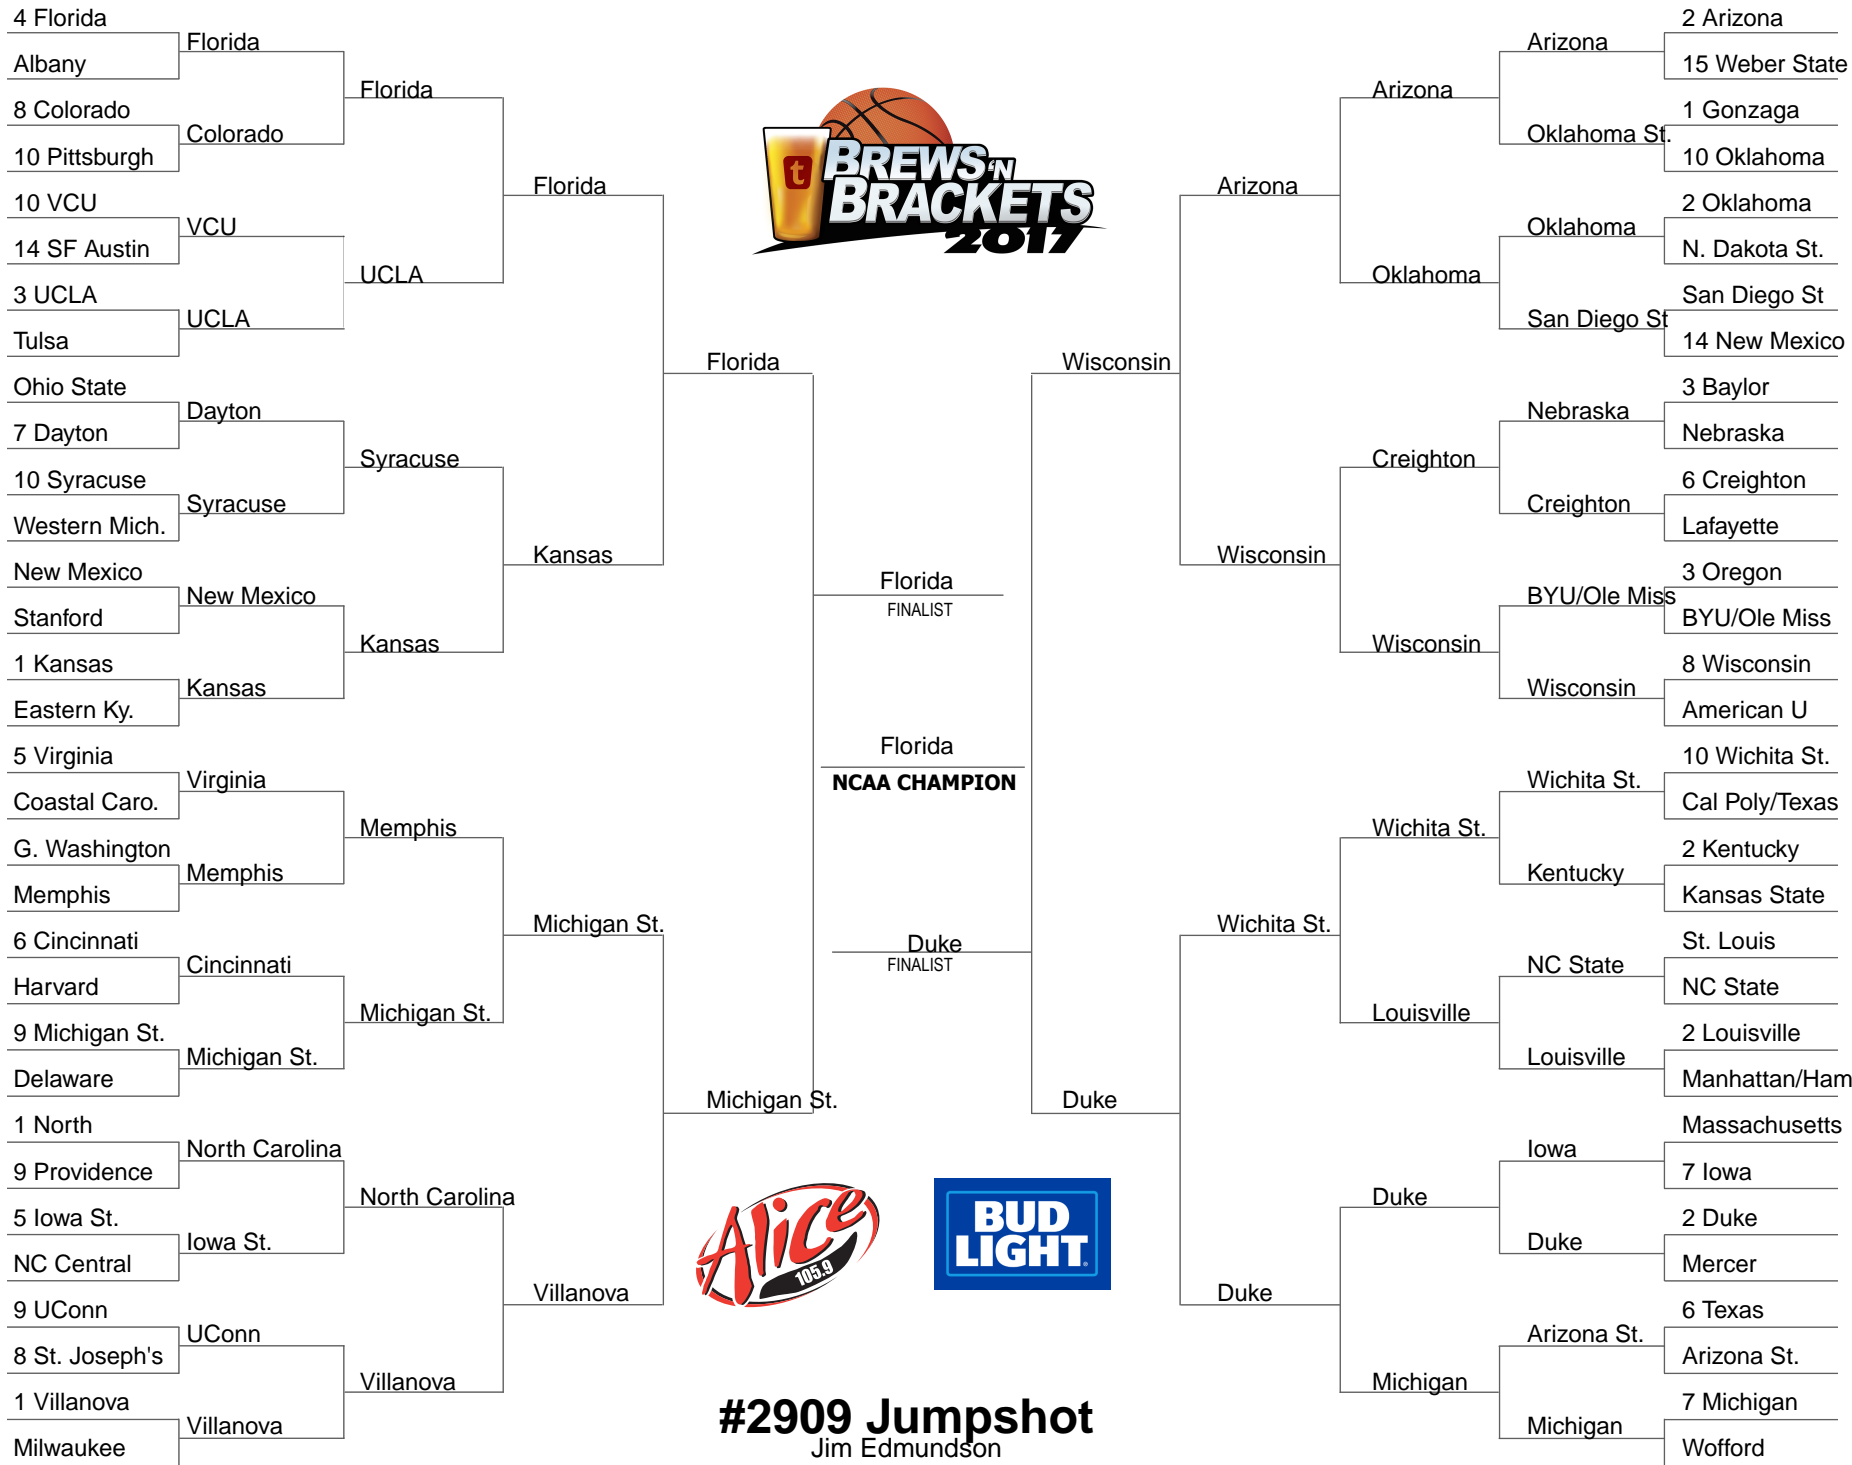 4 Florida
Albany
8 Colorado
10 Pittsburgh
10 VCU
14 SF Austin
3 UCLA
Tulsa
Ohio State
7 Dayton
10 Syracuse
Western Mich.
New Mexico
Stanford
1 Kansas
Eastern Ky.
5 Virginia
Coastal Caro.
G. Washington
Memphis
6 Cincinnati
Harvard
9 Michigan St.
Delaware
1 North
9 Providence
5 Iowa St.
NC Central
9 UConn
8 St. Joseph's
1 Villanova
Milwaukee
Florida
Colorado
VCU
UCLA
Dayton
Syracuse
New Mexico
Kansas
Virginia
Memphis
Cincinnati
Michigan St.
North Carolina
Iowa St.
UConn
Villanova
Florida
UCLA
Syracuse
Kansas
Memphis
Michigan St.
North Carolina
Villanova
Florida
Kansas
Michigan St.
Villanova
Florida
Michigan St.
t
BREWS 'N
BRACKETS
2017
Florida
FINALIST
Florida
NCAA CHAMPION
Duke
FINALIST
Alice
105.9
BUD
LIGHT
#2909 Jumpshot
Jim Edmundson
Wisconsin
Duke
Arizona
Wisconsin
Wichita St.
Duke
Arizona
Oklahoma
Creighton
Wisconsin
Wichita St.
Louisville
Duke
Michigan
Arizona
Oklahoma St.
Oklahoma
San Diego St
Nebraska
Creighton
BYU/Ole Miss
Wisconsin
Wichita St.
Kentucky
NC State
Louisville
Iowa
Duke
Arizona St.
Michigan
2 Arizona
15 Weber State
1 Gonzaga
10 Oklahoma
2 Oklahoma
N. Dakota St.
San Diego St
14 New Mexico
3 Baylor
Nebraska
6 Creighton
Lafayette
3 Oregon
BYU/Ole Miss
8 Wisconsin
American U
10 Wichita St.
Cal Poly/Texas
2 Kentucky
Kansas State
St. Louis
NC State
2 Louisville
Manhattan/Ham
Massachusetts
7 Iowa
2 Duke
Mercer
6 Texas
Arizona St.
7 Michigan
Wofford